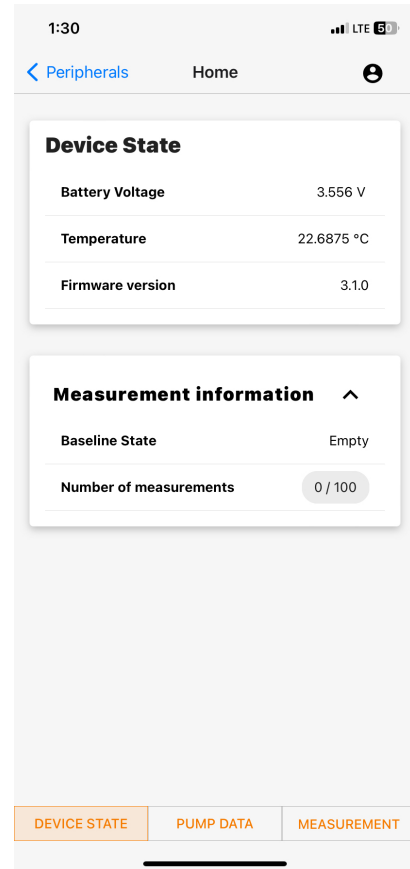 1:30 LTE 50
Peripherals Home
Device State
Battery Voltage 3.556 V
Temperature 22.6875 °C
Firmware version 3.1.0
Measurement information
Baseline State Empty
Number of measurements 0 / 100
DEVICE STATE PUMP DATA MEASUREMENT